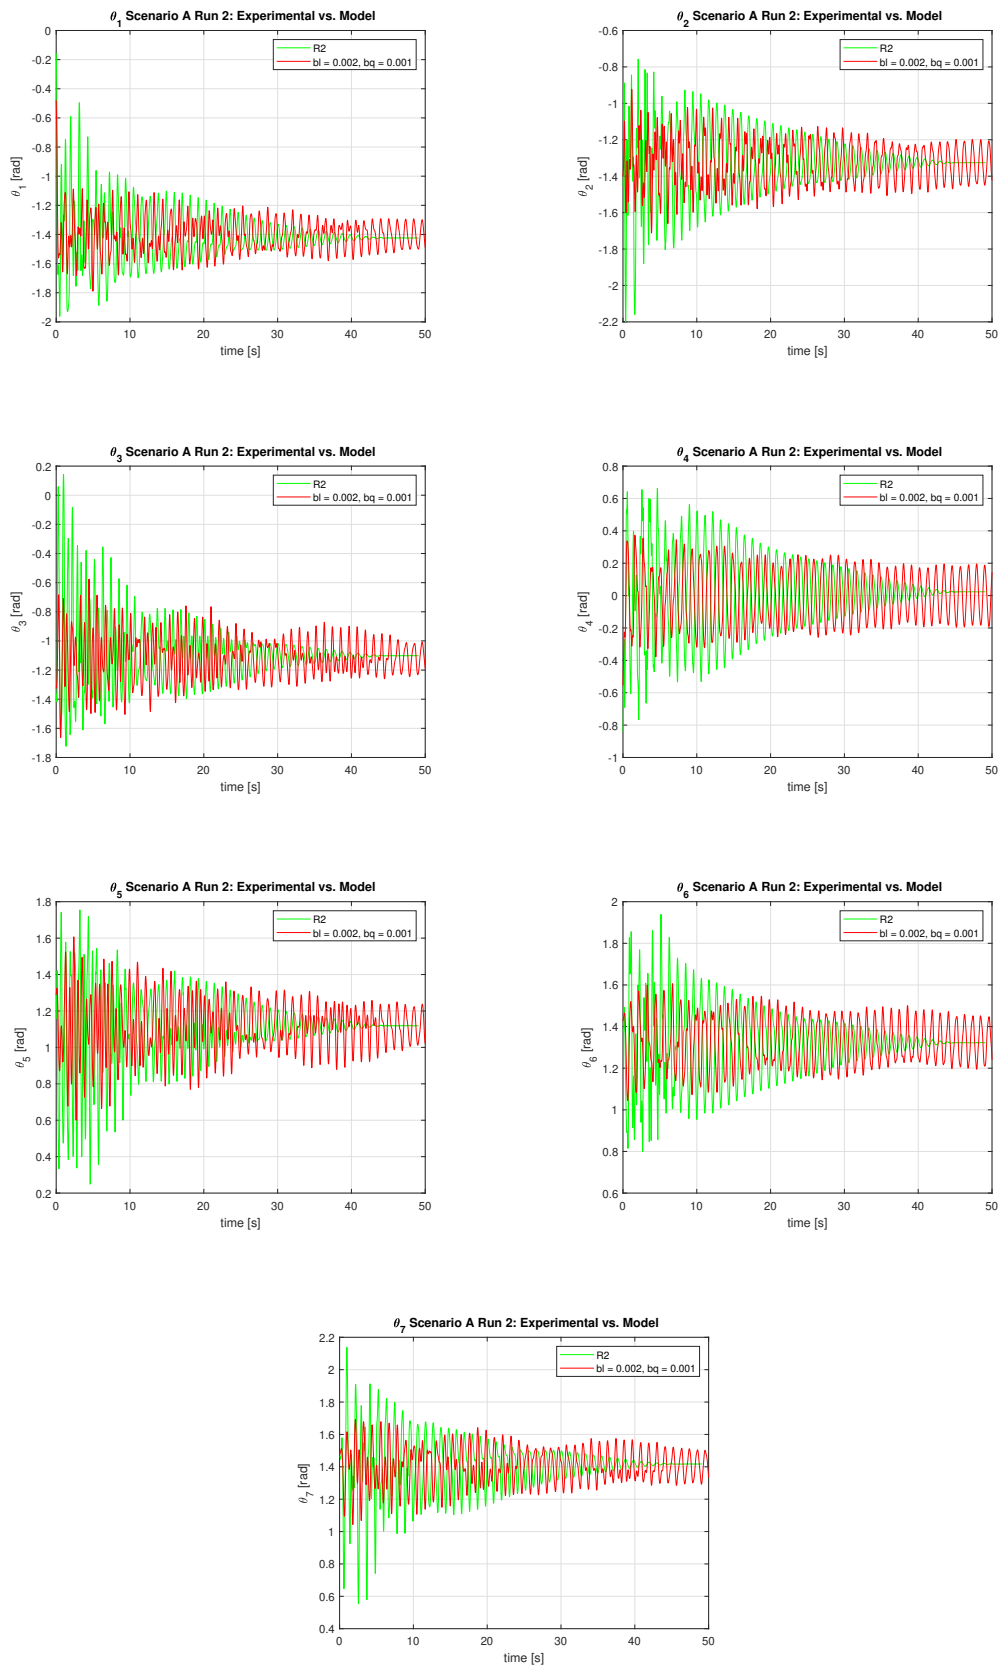 θ1 Scenario A Run 2: Experimental vs. Model
R2
bl = 0.002, bq = 0.001
θ1 [rad]
0
-0.2
-0.4
-0.6
-0.8
-1
-1.2
-1.4
-1.6
-1.8
-2
0 10 20 30 40 50
time [s]
θ2 Scenario A Run 2: Experimental vs. Model
R2
bl = 0.002, bq = 0.001
θ2 [rad]
-0.6
-0.8
-1
-1.2
-1.4
-1.6
-1.8
-2
-2.2
0 10 20 30 40 50
time [s]
θ3 Scenario A Run 2: Experimental vs. Model
R2
bl = 0.002, bq = 0.001
θ3 [rad]
0.2
0
-0.2
-0.4
-0.6
-0.8
-1
-1.2
-1.4
-1.6
-1.8
0 10 20 30 40 50
time [s]
θ4 Scenario A Run 2: Experimental vs. Model
R2
bl = 0.002, bq = 0.001
θ4 [rad]
0.8
0.6
0.4
0.2
0
-0.2
-0.4
-0.6
-0.8
-1
0 10 20 30 40 50
time [s]
θ5 Scenario A Run 2: Experimental vs. Model
R2
bl = 0.002, bq = 0.001
θ5 [rad]
1.8
1.6
1.4
1.2
1
0.8
0.6
0.4
0.2
0 10 20 30 40 50
time [s]
θ6 Scenario A Run 2: Experimental vs. Model
R2
bl = 0.002, bq = 0.001
θ6 [rad]
2
1.8
1.6
1.4
1.2
1
0.8
0.6
0 10 20 30 40 50
time [s]
θ7 Scenario A Run 2: Experimental vs. Model
R2
bl = 0.002, bq = 0.001
θ7 [rad]
2.2
2
1.8
1.6
1.4
1.2
1
0.8
0.6
0.4
0 10 20 30 40 50
time [s]